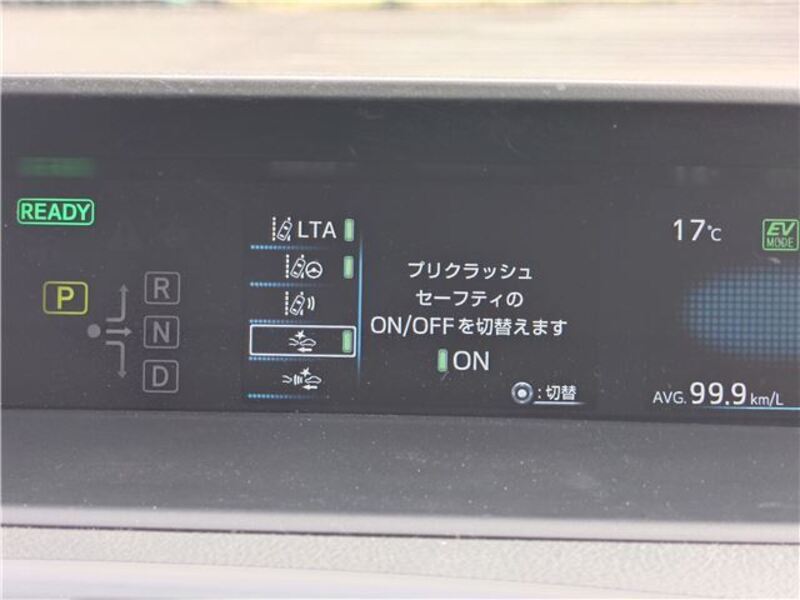 READY
LTA
17℃
EV
MODE
プリクラッシュ
セーフティの
ON/OFFを切替えます
ON
:切替
P
R
N
D
AVG. 99.9 km/L